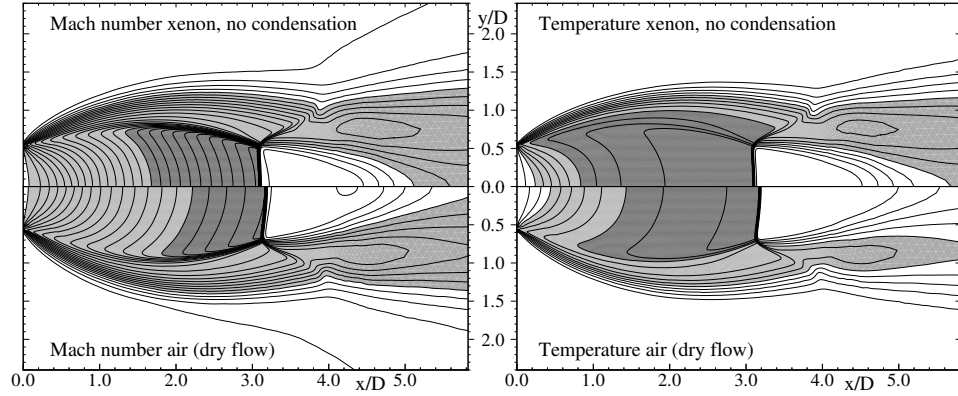 Mach number xenon, no condensation
y/D
Temperature xenon, no condensation
2.0
1.5
1.0
0.5
0.0
0.5
1.0
1.5
2.0
Mach number air (dry flow)
Temperature air (dry flow)
0.0 1.0 2.0 3.0 4.0 5.0
x/D
0.0 1.0 2.0 3.0 4.0 5.0
x/D